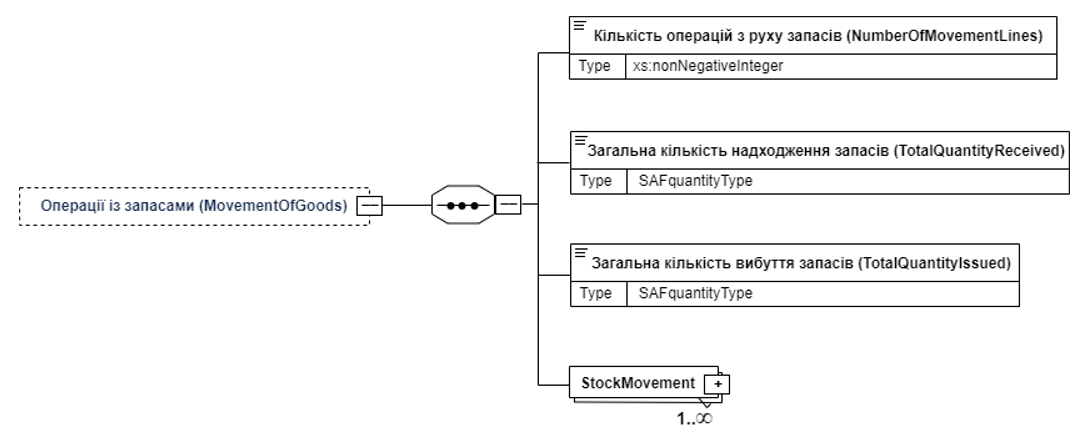 Кількість операцій з руху запасів (NumberOfMovementLines)
Type xs:nonNegativeInteger
Загальна кількість надходження запасів (TotalQuantityReceived)
Type SAFquantityType
Операції із запасами (MovementOfGoods)
Загальна кількість вибуття запасів (TotalQuantityIssued)
Type SAFquantityType
StockMovement +
1..∞